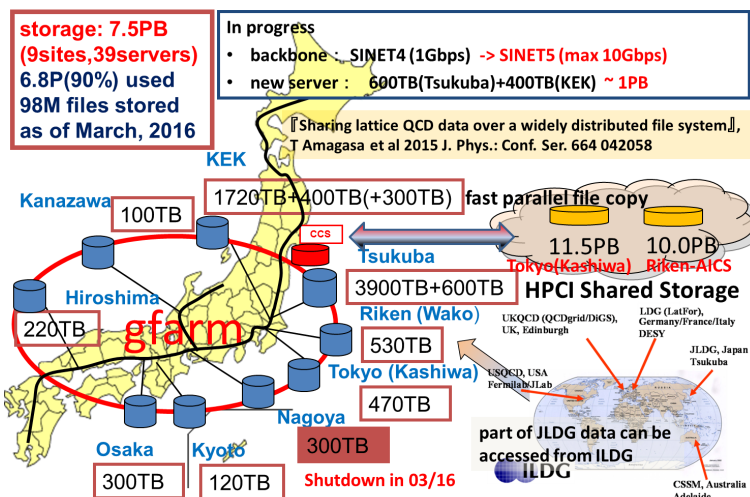 storage: 7.5PB
(9sites,39servers)
6.8P(90%) used
98M files stored
as of March, 2016
In progress
• backbone： SINET4 (1Gbps) -> SINET5 (max 10Gbps)
• new server： 600TB(Tsukuba)+400TB(KEK) ~ 1PB
『Sharing lattice QCD data over a widely distributed file system』,
T Amagasa et al 2015 J. Phys.: Conf. Ser. 664 042058
KEK
1720TB+400TB(+300TB)
fast parallel file copy
Kanazawa
100TB
CCS
11.5PB
10.0PB
Tokyo(Kashiwa)
Riken-AICS
HPCI Shared Storage
Tsukuba
3900TB+600TB
Hiroshima
220TB
gfarm
Riken (Wako)
530TB
Tokyo (Kashiwa)
470TB
Nagoya
300TB
Shutdown in 03/16
Osaka
300TB
Kyoto
120TB
UKQCD (QCDgrid/DiGS),
UK, Edinburgh
LDG (LatFor),
Germany/France/Italy
DESY
JLDG, Japan
Tsukuba
USQCD, USA
Fermilab/JLab
part of JLDG data can be
accessed from ILDG
ILDG
CSSM, Australia
Adelaide